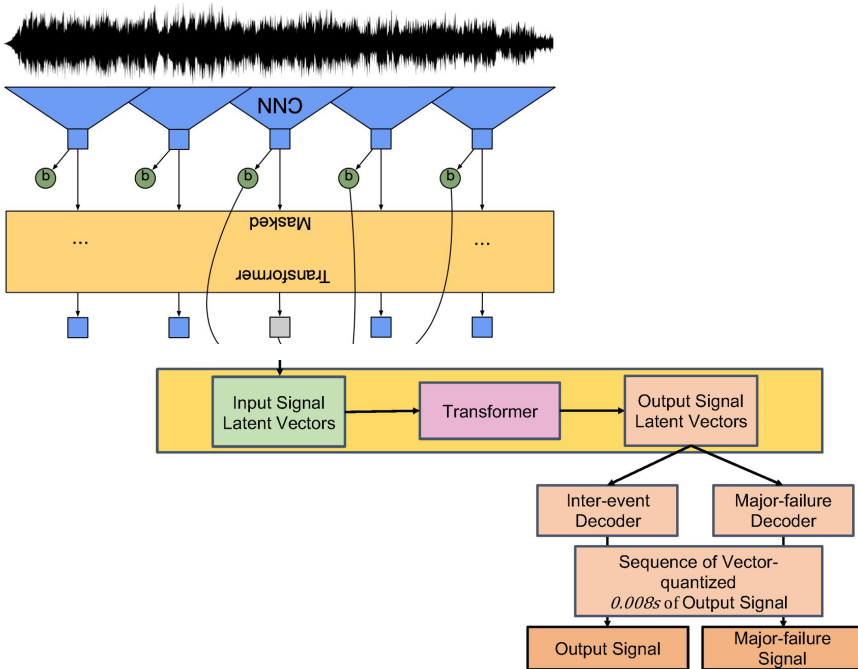 CNN
q
q
q
q
q
Masked
...
...
Transformer
Input Signal
Latent Vectors
Transformer
Output Signal
Latent Vectors
Inter-event
Decoder
Major-failure
Decoder
Sequence of Vector-
quantized
0.008s of Output Signal
Output Signal
Major-failure
Signal